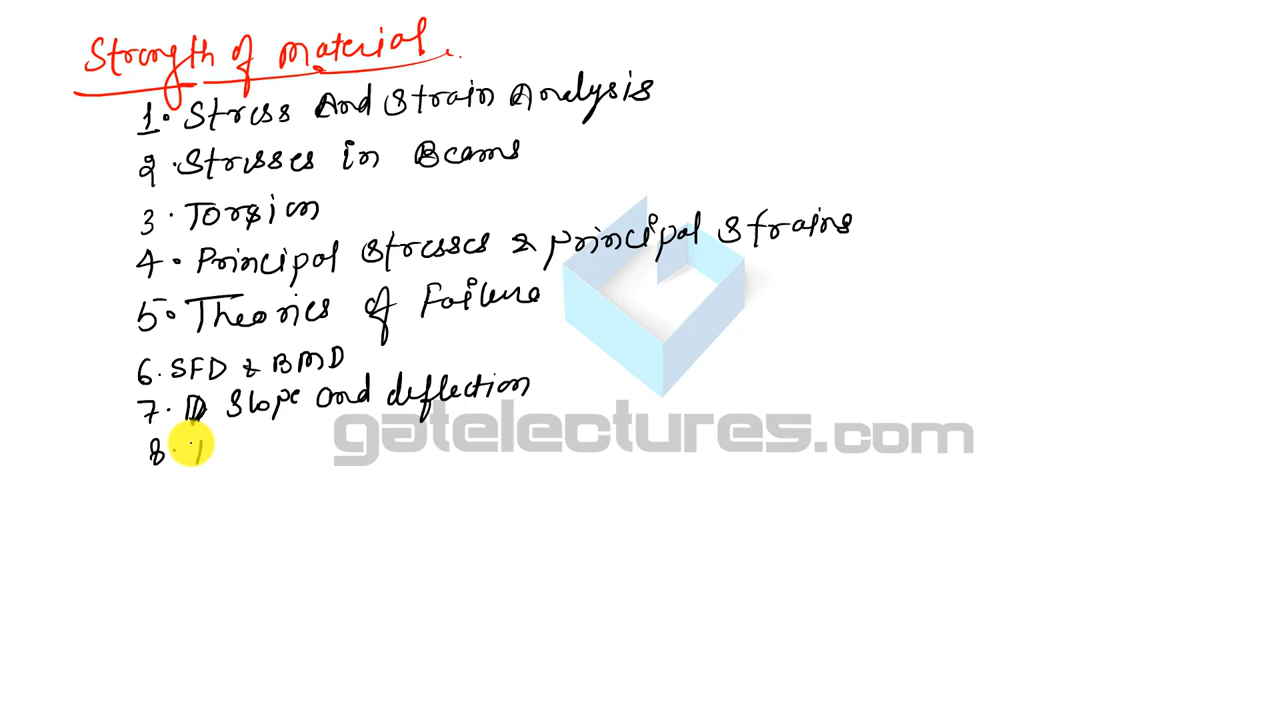 Strength of Material.
1. Stress And Strain Analysis
2. Stresses in Beams
3. Torsion
4. Principal Stresses & principal Strains
5. Theories of Failure
6. SFD & BMD
7. Slope and deflection
gatelectures.com
8.